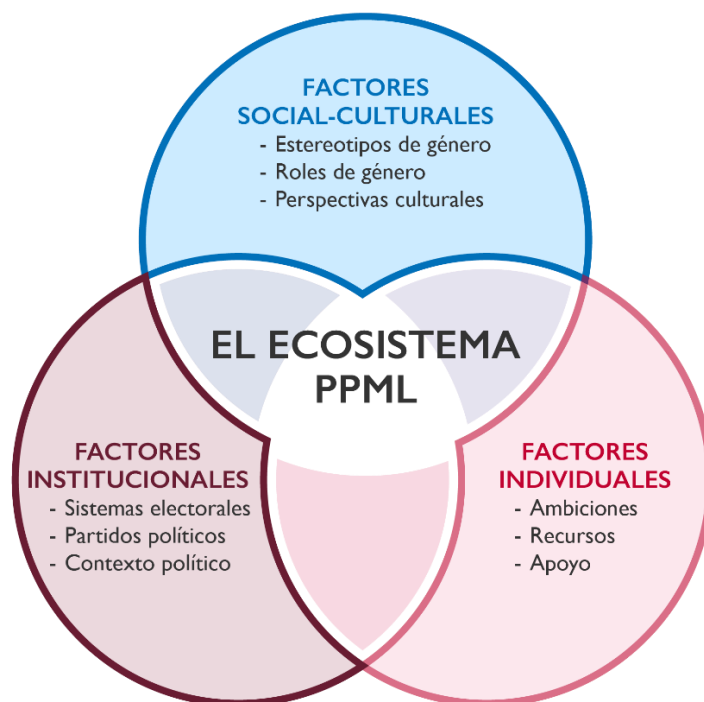 FACTORES
SOCIAL-CULTURALES
- Estereotipos de género
- Roles de género
- Perspectivas culturales
EL ECOSISTEMA
PPML
FACTORES
INSTITUCIONALES
- Sistemas electorales
- Partidos políticos
- Contexto político
FACTORES
INDIVIDUALES
- Ambiciones
- Recursos
- Apoyo